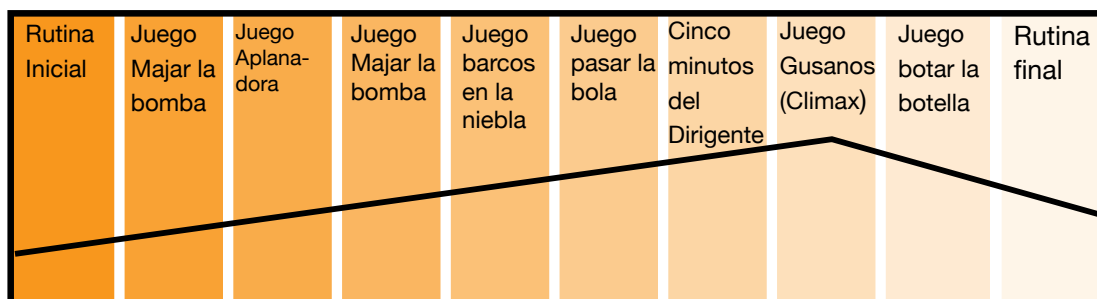 Rutina
Inicial
Juego
Majar la
bomba
Juego
Aplana-
dora
Juego
Majar la
bomba
Juego
barcos
en la
niebla
Juego
pasar la
bola
Cinco
minutos
del
Dirigente
Juego
Gusanos
(Climax)
Juego
botar la
botella
Rutina
final